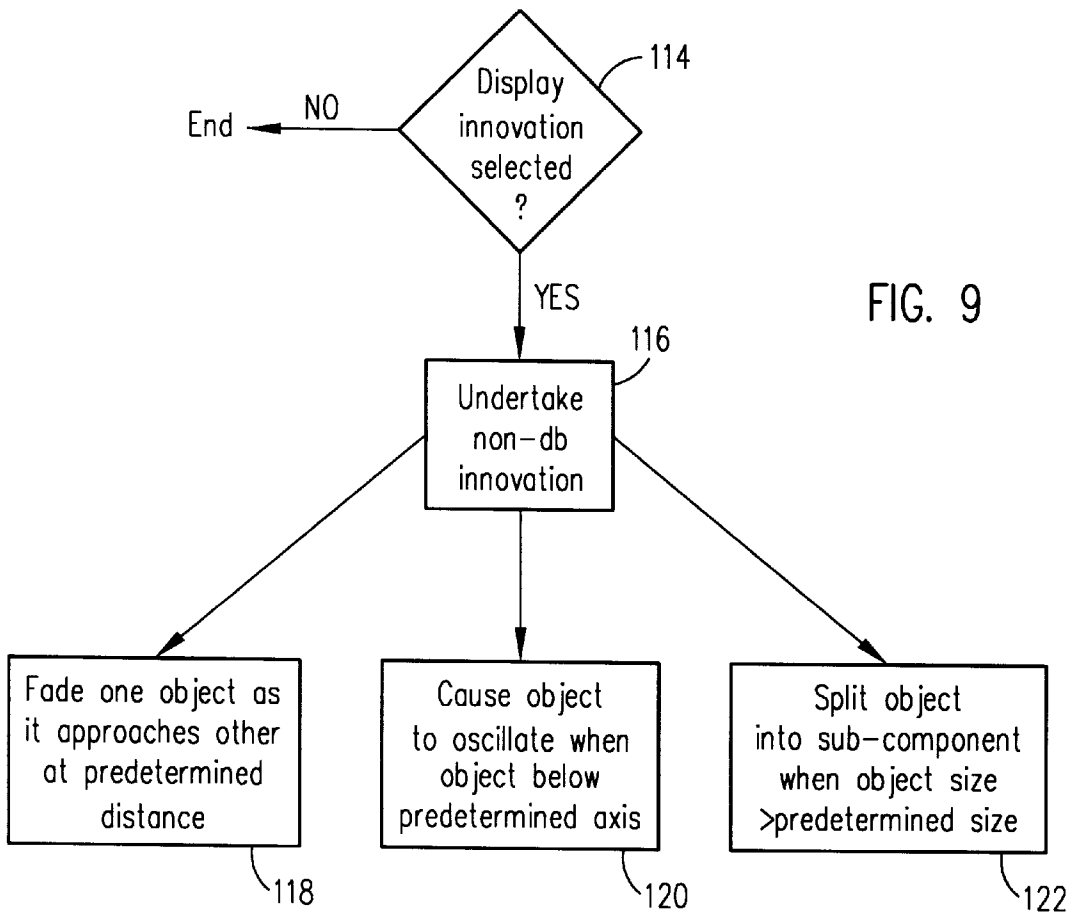 114
Display
innovation
selected
?
NO
End
YES
FIG. 9
116
Undertake
non-db
innovation
Fade one object as
it approaches other
at predetermined
distance
118
Cause object
to oscillate when
object below
predetermined axis
120
Split object
into sub-component
when object size
>predetermined size
122